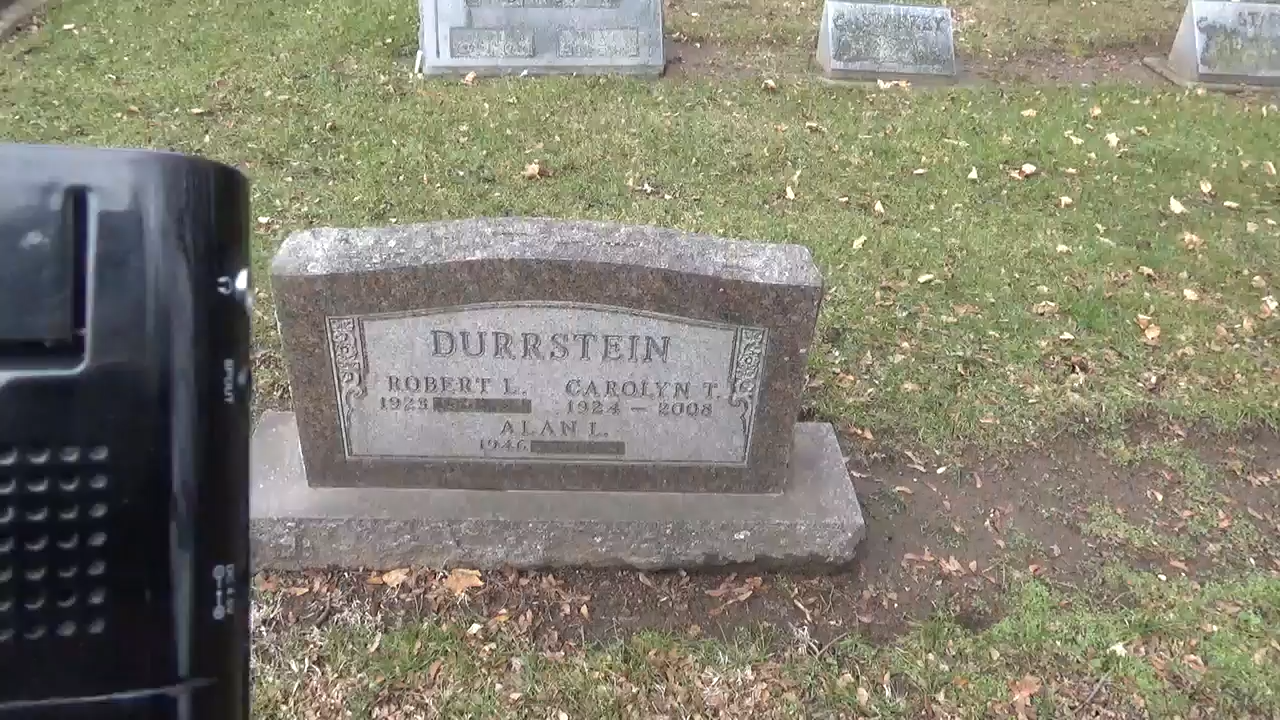 DURRSTEIN
ROBERT L. CAROLYN T.
1923 1924 – 2008
ALAN L.
1946